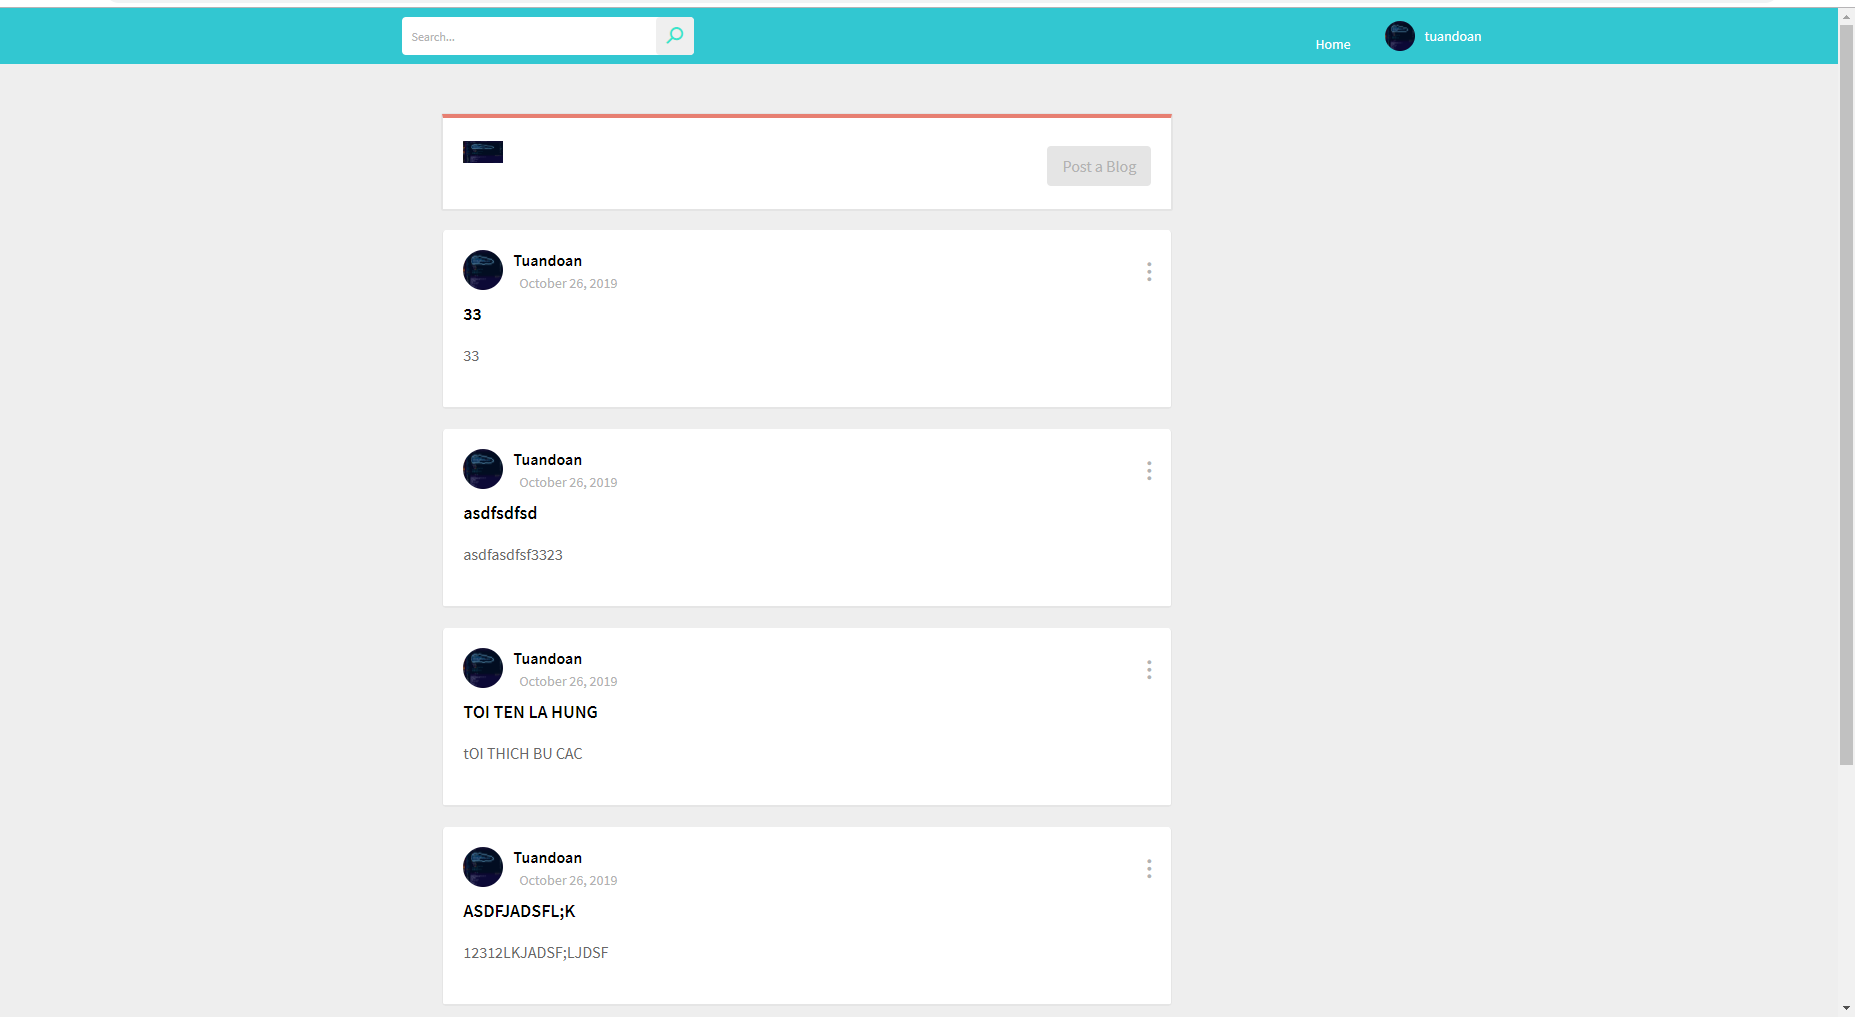 Search...
Home
tuandoan
Post a Blog
Tuandoan
October 26, 2019
33
33
Tuandoan
October 26, 2019
asdfsdfsd
asdfasdfsf3323
Tuandoan
October 26, 2019
TOI TEN LA HUNG
tOI THICH BU CAC
Tuandoan
October 26, 2019
ASDFJADSFL;K
12312LKJADSF;LJDSF